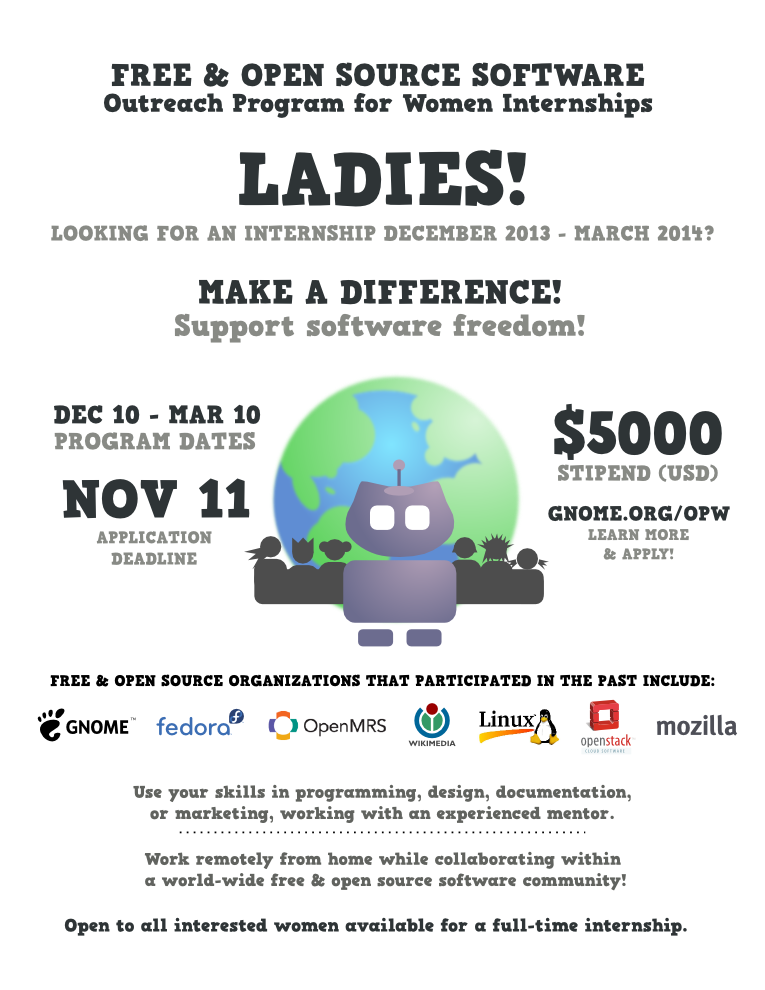 FREE & OPEN SOURCE SOFTWARE
Outreach Program for Women Internships
LADIES!
LOOKING FOR AN INTERNSHIP DECEMBER 2013 - MARCH 2014?
MAKE A DIFFERENCE!
Support software freedom!
DEC 10 - MAR 10
PROGRAM DATES
NOV 11
APPLICATION
DEADLINE
$5000
STIPEND (USD)
GNOME.ORG/OPW
LEARN MORE
& APPLY!
FREE & OPEN SOURCE ORGANIZATIONS THAT PARTICIPATED IN THE PAST INCLUDE:
GNOME™
fedora
OpenMRS
WIKIMEDIA
Linux
openstack
CLOUD SOFTWARE
mozilla
Use your skills in programming, design, documentation,
or marketing, working with an experienced mentor.
Work remotely from home while collaborating within
a world-wide free & open source software community!
Open to all interested women available for a full-time internship.